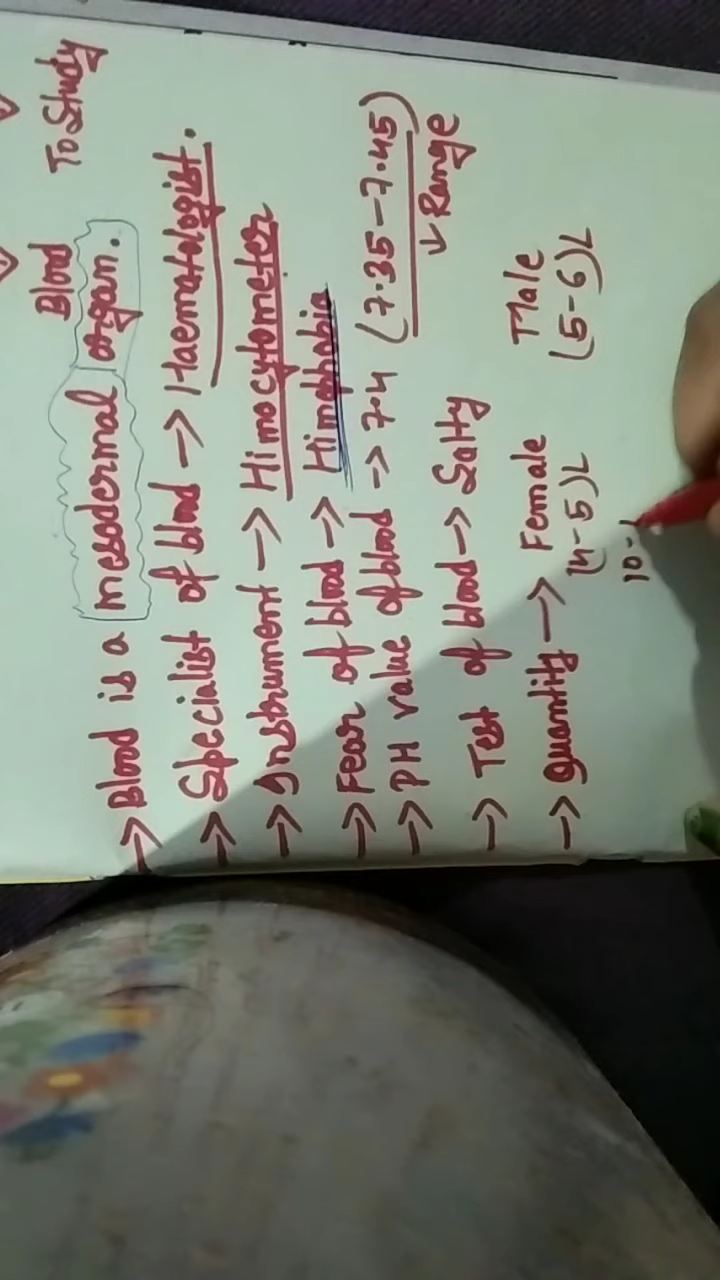 Blood To Study
→ Blood is a mesodermal organ.
→ Specialist of blood → Haematologist.
→ Instrument → Himocytometer
→ Fear of blood → Himophobia
→ PH value of blood → 7.4 (7.35-7.45)
↓ Range
→ Test of blood → Salty
→ quantity → Female Male
(4-5)L (5-6)L
10-